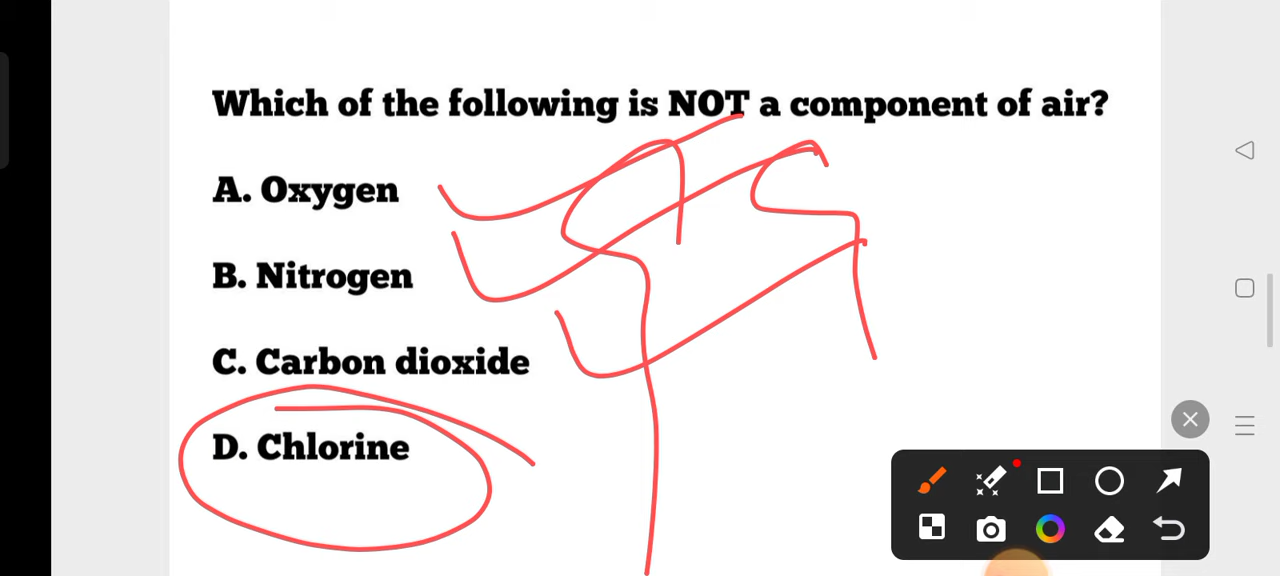 Which of the following is NOT a component of air?
A. Oxygen
B. Nitrogen
C. Carbon dioxide
D. Chlorine